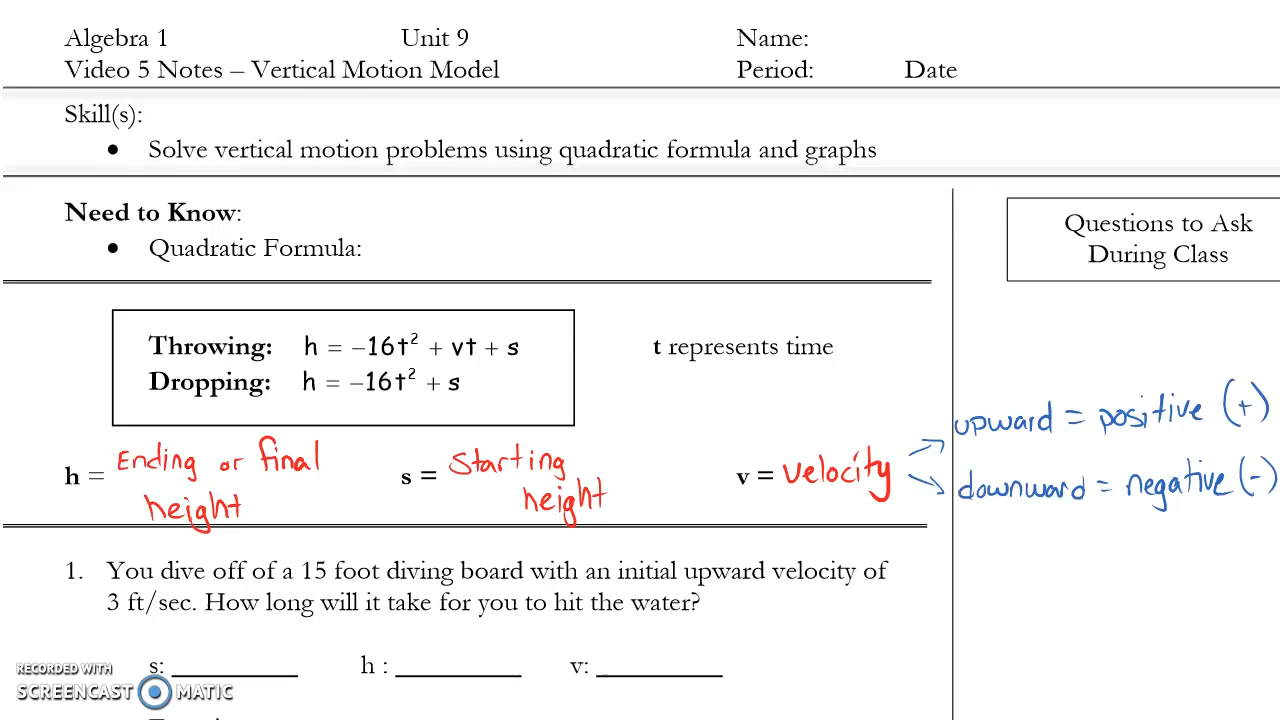 Algebra 1 Unit 9 Name:
Video 5 Notes – Vertical Motion Model Period: Date
Skill(s):
• Solve vertical motion problems using quadratic formula and graphs
Need to Know:
• Quadratic Formula:
Questions to Ask
During Class
Throwing: h = −16t² + vt + s t represents time
Dropping: h = −16t² + s
h = Ending or final height
s = Starting height
v = velocity
upward = positive (+)
downward = negative (-)
1. You dive off of a 15 foot diving board with an initial upward velocity of
3 ft/sec. How long will it take for you to hit the water?
s: __________ h : __________ v: __________
RECORDED WITH
SCREENCAST MATIC